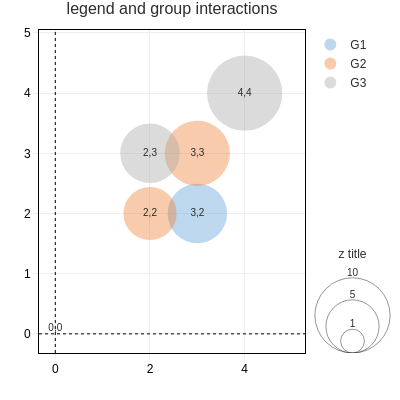 legend and group interactions
5
4
3
2
1
0
0 2 4
4,4
2,3
3,3
2,2
3,2
0,0
G1
G2
G3
z title
10
5
1